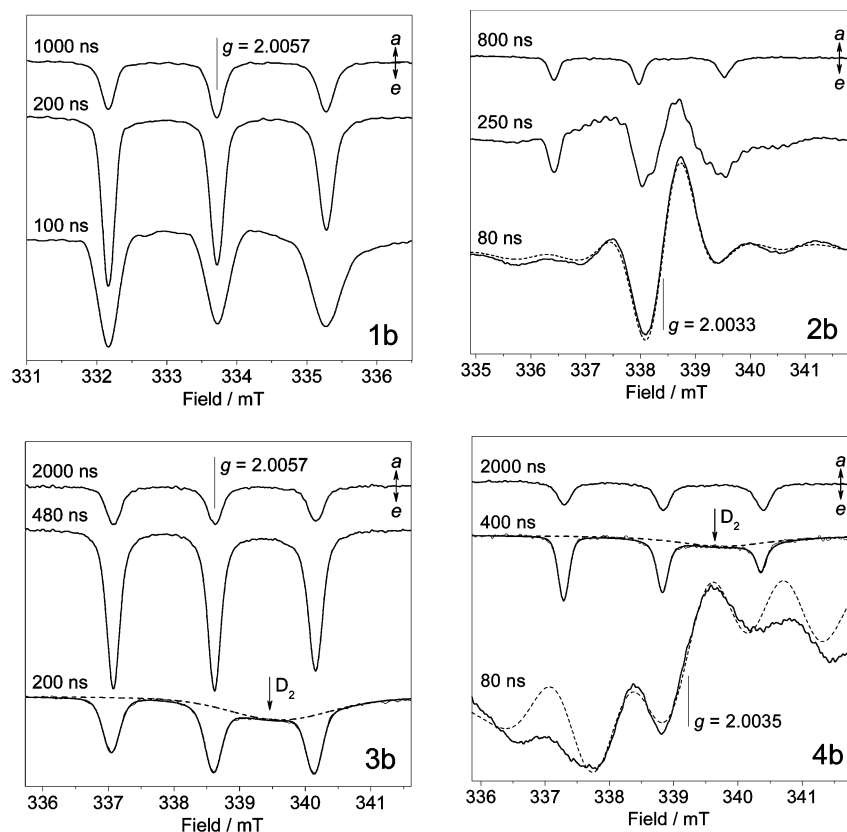 1000 ns
g = 2.0057
a
e
200 ns
100 ns
1b
331 332 333 334 335 336
Field / mT
800 ns
a
e
250 ns
80 ns
g = 2.0033
2b
335 336 337 338 339 340 341
Field / mT
2000 ns
g = 2.0057
a
e
480 ns
200 ns
D2
3b
336 337 338 339 340 341
Field / mT
2000 ns
a
e
400 ns
D2
80 ns
g = 2.0035
4b
336 337 338 339 340 341
Field / mT